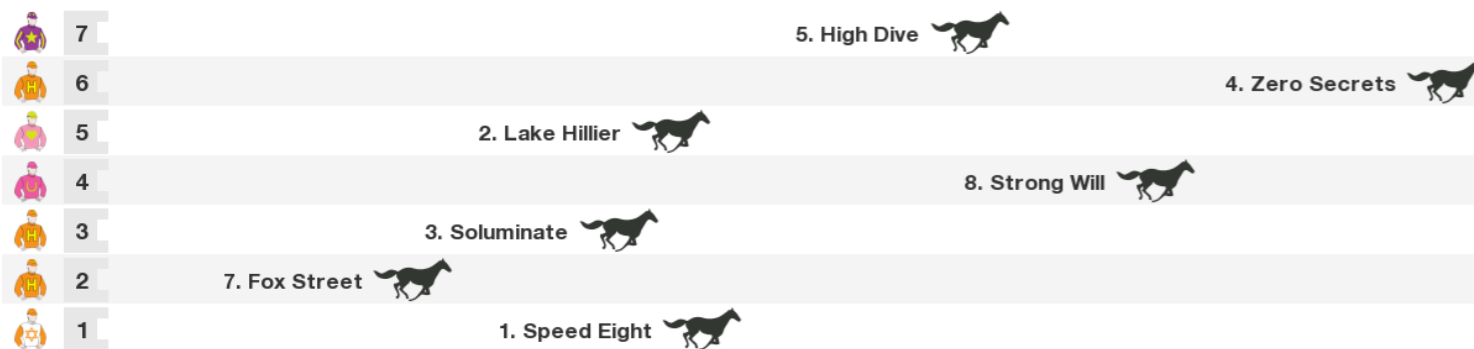 7 5. High Dive
H 6 4. Zero Secrets
5 2. Lake Hillier
U 4 8. Strong Will
H 3 3. Soluminate
H 2 7. Fox Street
1 1. Speed Eight